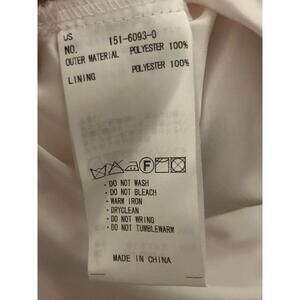 US
NO. 151-6093-0
OUTER MATERIAL POLYESTER 100%
LINING POLYESTER 100%
F
・DO NOT WASH
・DO NOT BLEACH
・WARM IRON
・DRYCLEAN
・DO NOT WRING
・DO NOT TUMBLEWARM
MADE IN CHINA